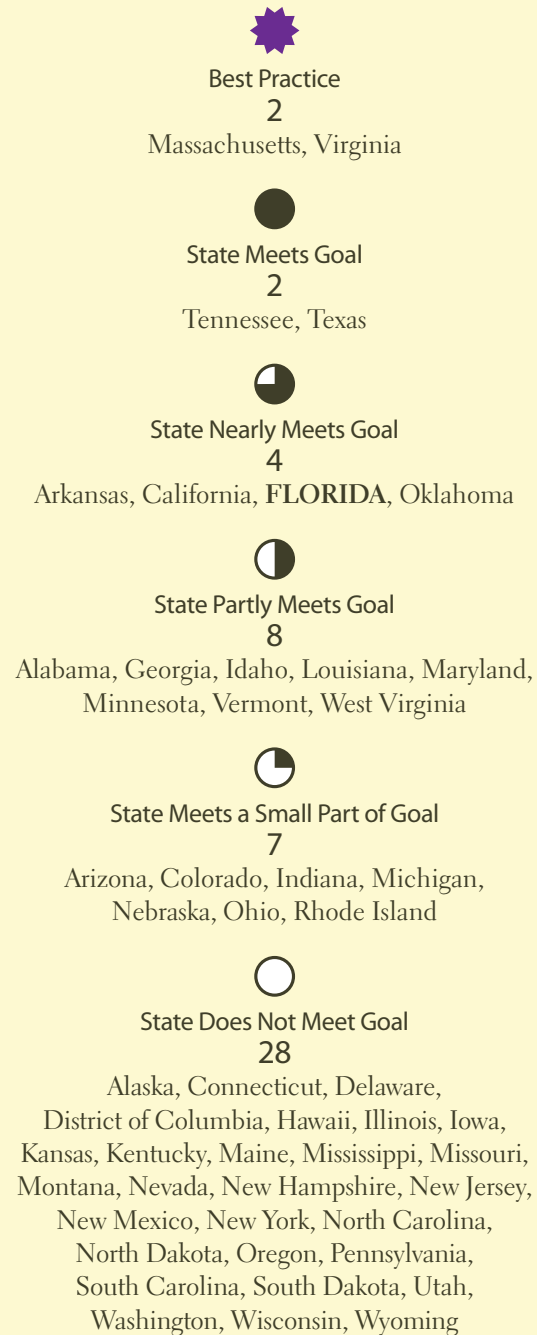 Best Practice
2
Massachusetts, Virginia
State Meets Goal
2
Tennessee, Texas
State Nearly Meets Goal
4
Arkansas, California, FLORIDA, Oklahoma
State Partly Meets Goal
8
Alabama, Georgia, Idaho, Louisiana, Maryland,
Minnesota, Vermont, West Virginia
State Meets a Small Part of Goal
7
Arizona, Colorado, Indiana, Michigan,
Nebraska, Ohio, Rhode Island
State Does Not Meet Goal
28
Alaska, Connecticut, Delaware,
District of Columbia, Hawaii, Illinois, Iowa,
Kansas, Kentucky, Maine, Mississippi, Missouri,
Montana, Nevada, New Hampshire, New Jersey,
New Mexico, New York, North Carolina,
North Dakota, Oregon, Pennsylvania,
South Carolina, South Dakota, Utah,
Washington, Wisconsin, Wyoming